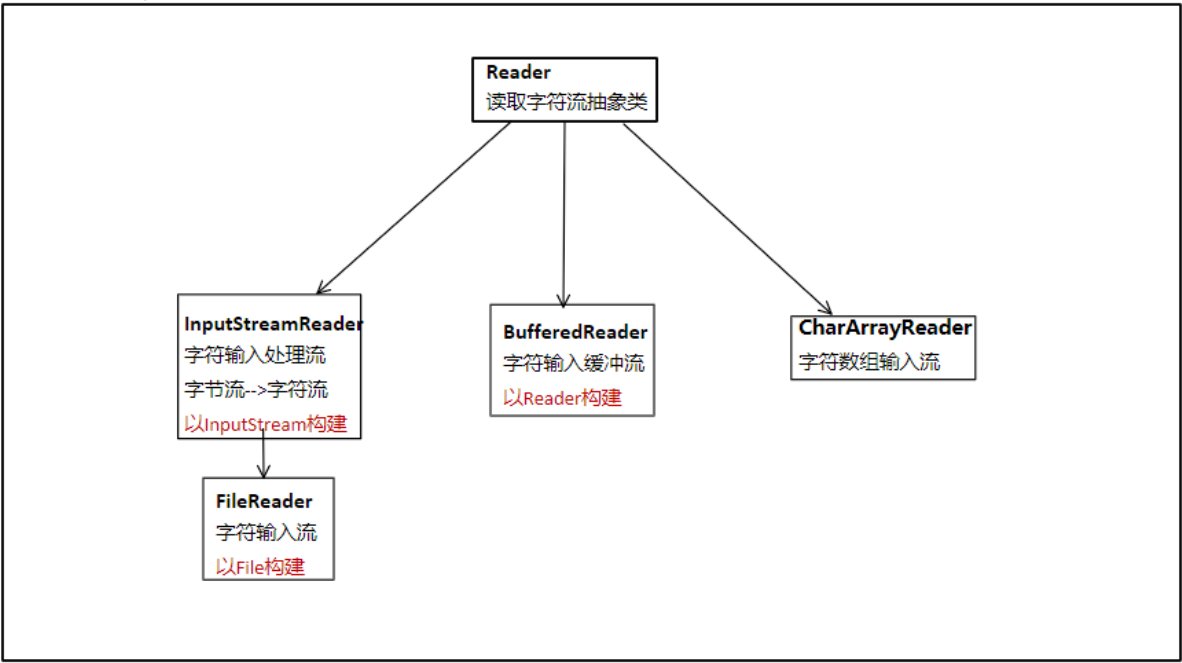 Reader
读取字符流抽象类
InputStreamReader
字符输入处理流
字节流-->字符流
以InputStream构建
BufferedReader
字符输入缓冲流
以Reader构建
CharArrayReader
字符数组输入流
FileReader
字符输入流
以File构建